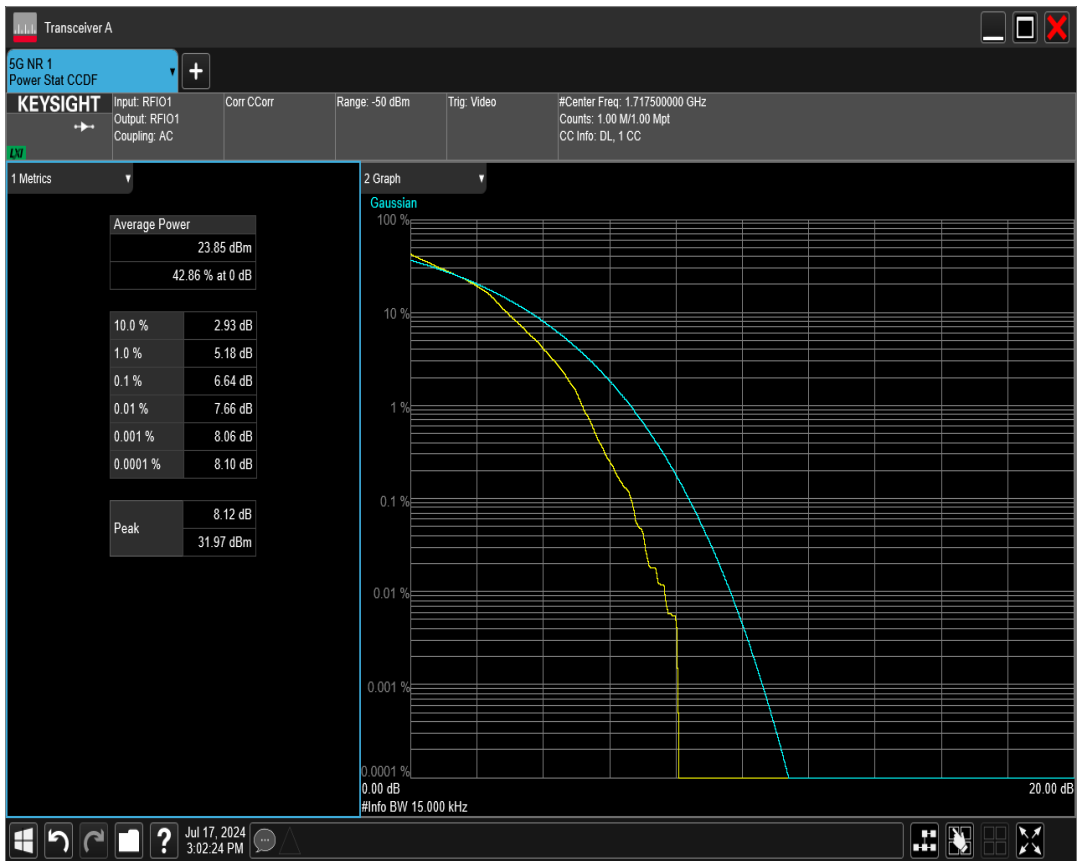 Transceiver A
5G NR 1
Power Stat CCDF
KEYSIGHT
LXI
Input: RFIO1
Output: RFIO1
Coupling: AC
Corr CCorr
Range: -50 dBm
Trig: Video
#Center Freq: 1.717500000 GHz
Counts: 1.00 M/1.00 Mpt
CC Info: DL, 1 CC
1 Metrics
Average Power
23.85 dBm
42.86 % at 0 dB
10.0 % 2.93 dB
1.0 % 5.18 dB
0.1 % 6.64 dB
0.01 % 7.66 dB
0.001 % 8.06 dB
0.0001 % 8.10 dB
Peak
8.12 dB
31.97 dBm
2 Graph
Gaussian
100 %
10 %
1 %
0.1 %
0.01 %
0.001 %
0.0001 %
0.00 dB 20.00 dB
#Info BW 15.000 kHz
Jul 17, 2024
3:02:24 PM